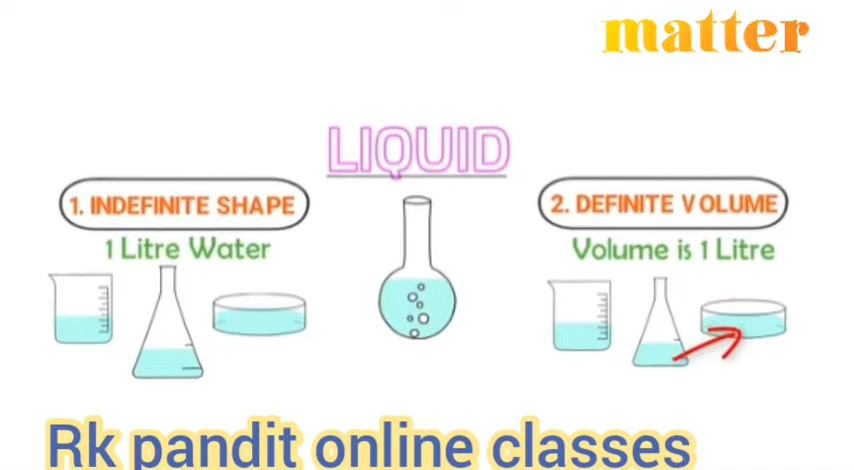 matter
LIQUID
1. INDEFINITE SHAPE
1 Litre Water
2. DEFINITE VOLUME
Volume is 1 Litre
Rk pandit online classes